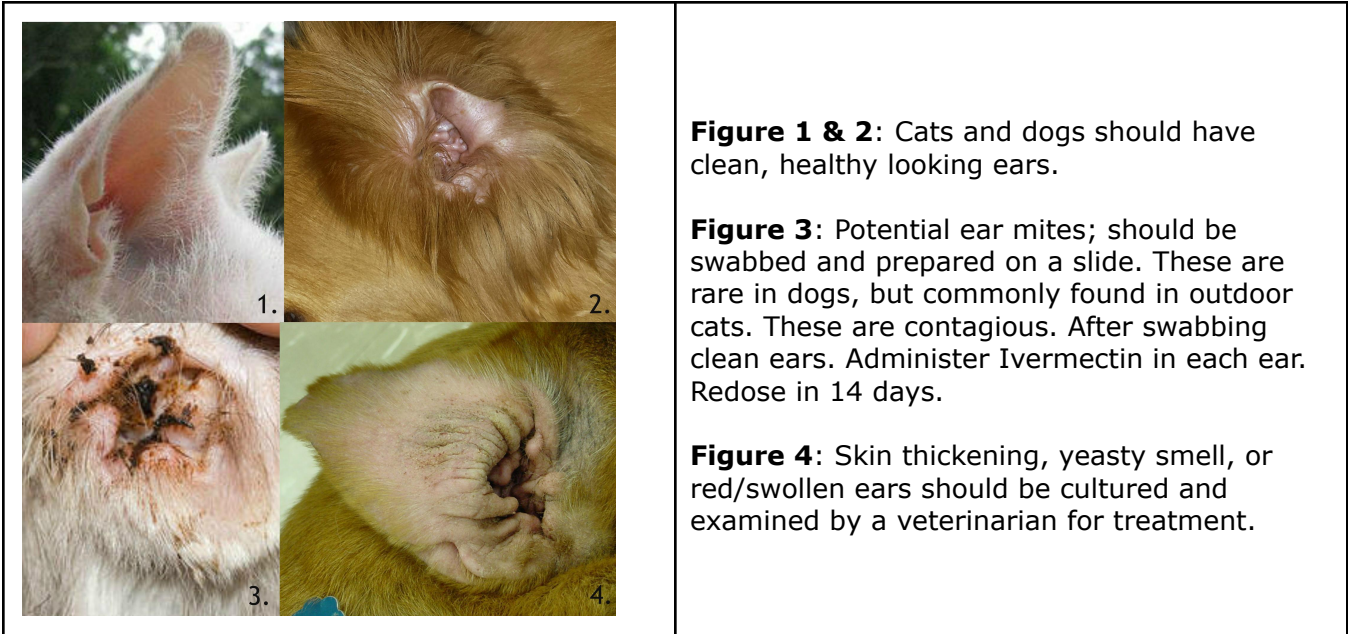 1.
2.
3.
4.
Figure 1 & 2: Cats and dogs should have
clean, healthy looking ears.
Figure 3: Potential ear mites; should be
swabbed and prepared on a slide. These are
rare in dogs, but commonly found in outdoor
cats. These are contagious. After swabbing
clean ears. Administer Ivermectin in each ear.
Redose in 14 days.
Figure 4: Skin thickening, yeasty smell, or
red/swollen ears should be cultured and
examined by a veterinarian for treatment.